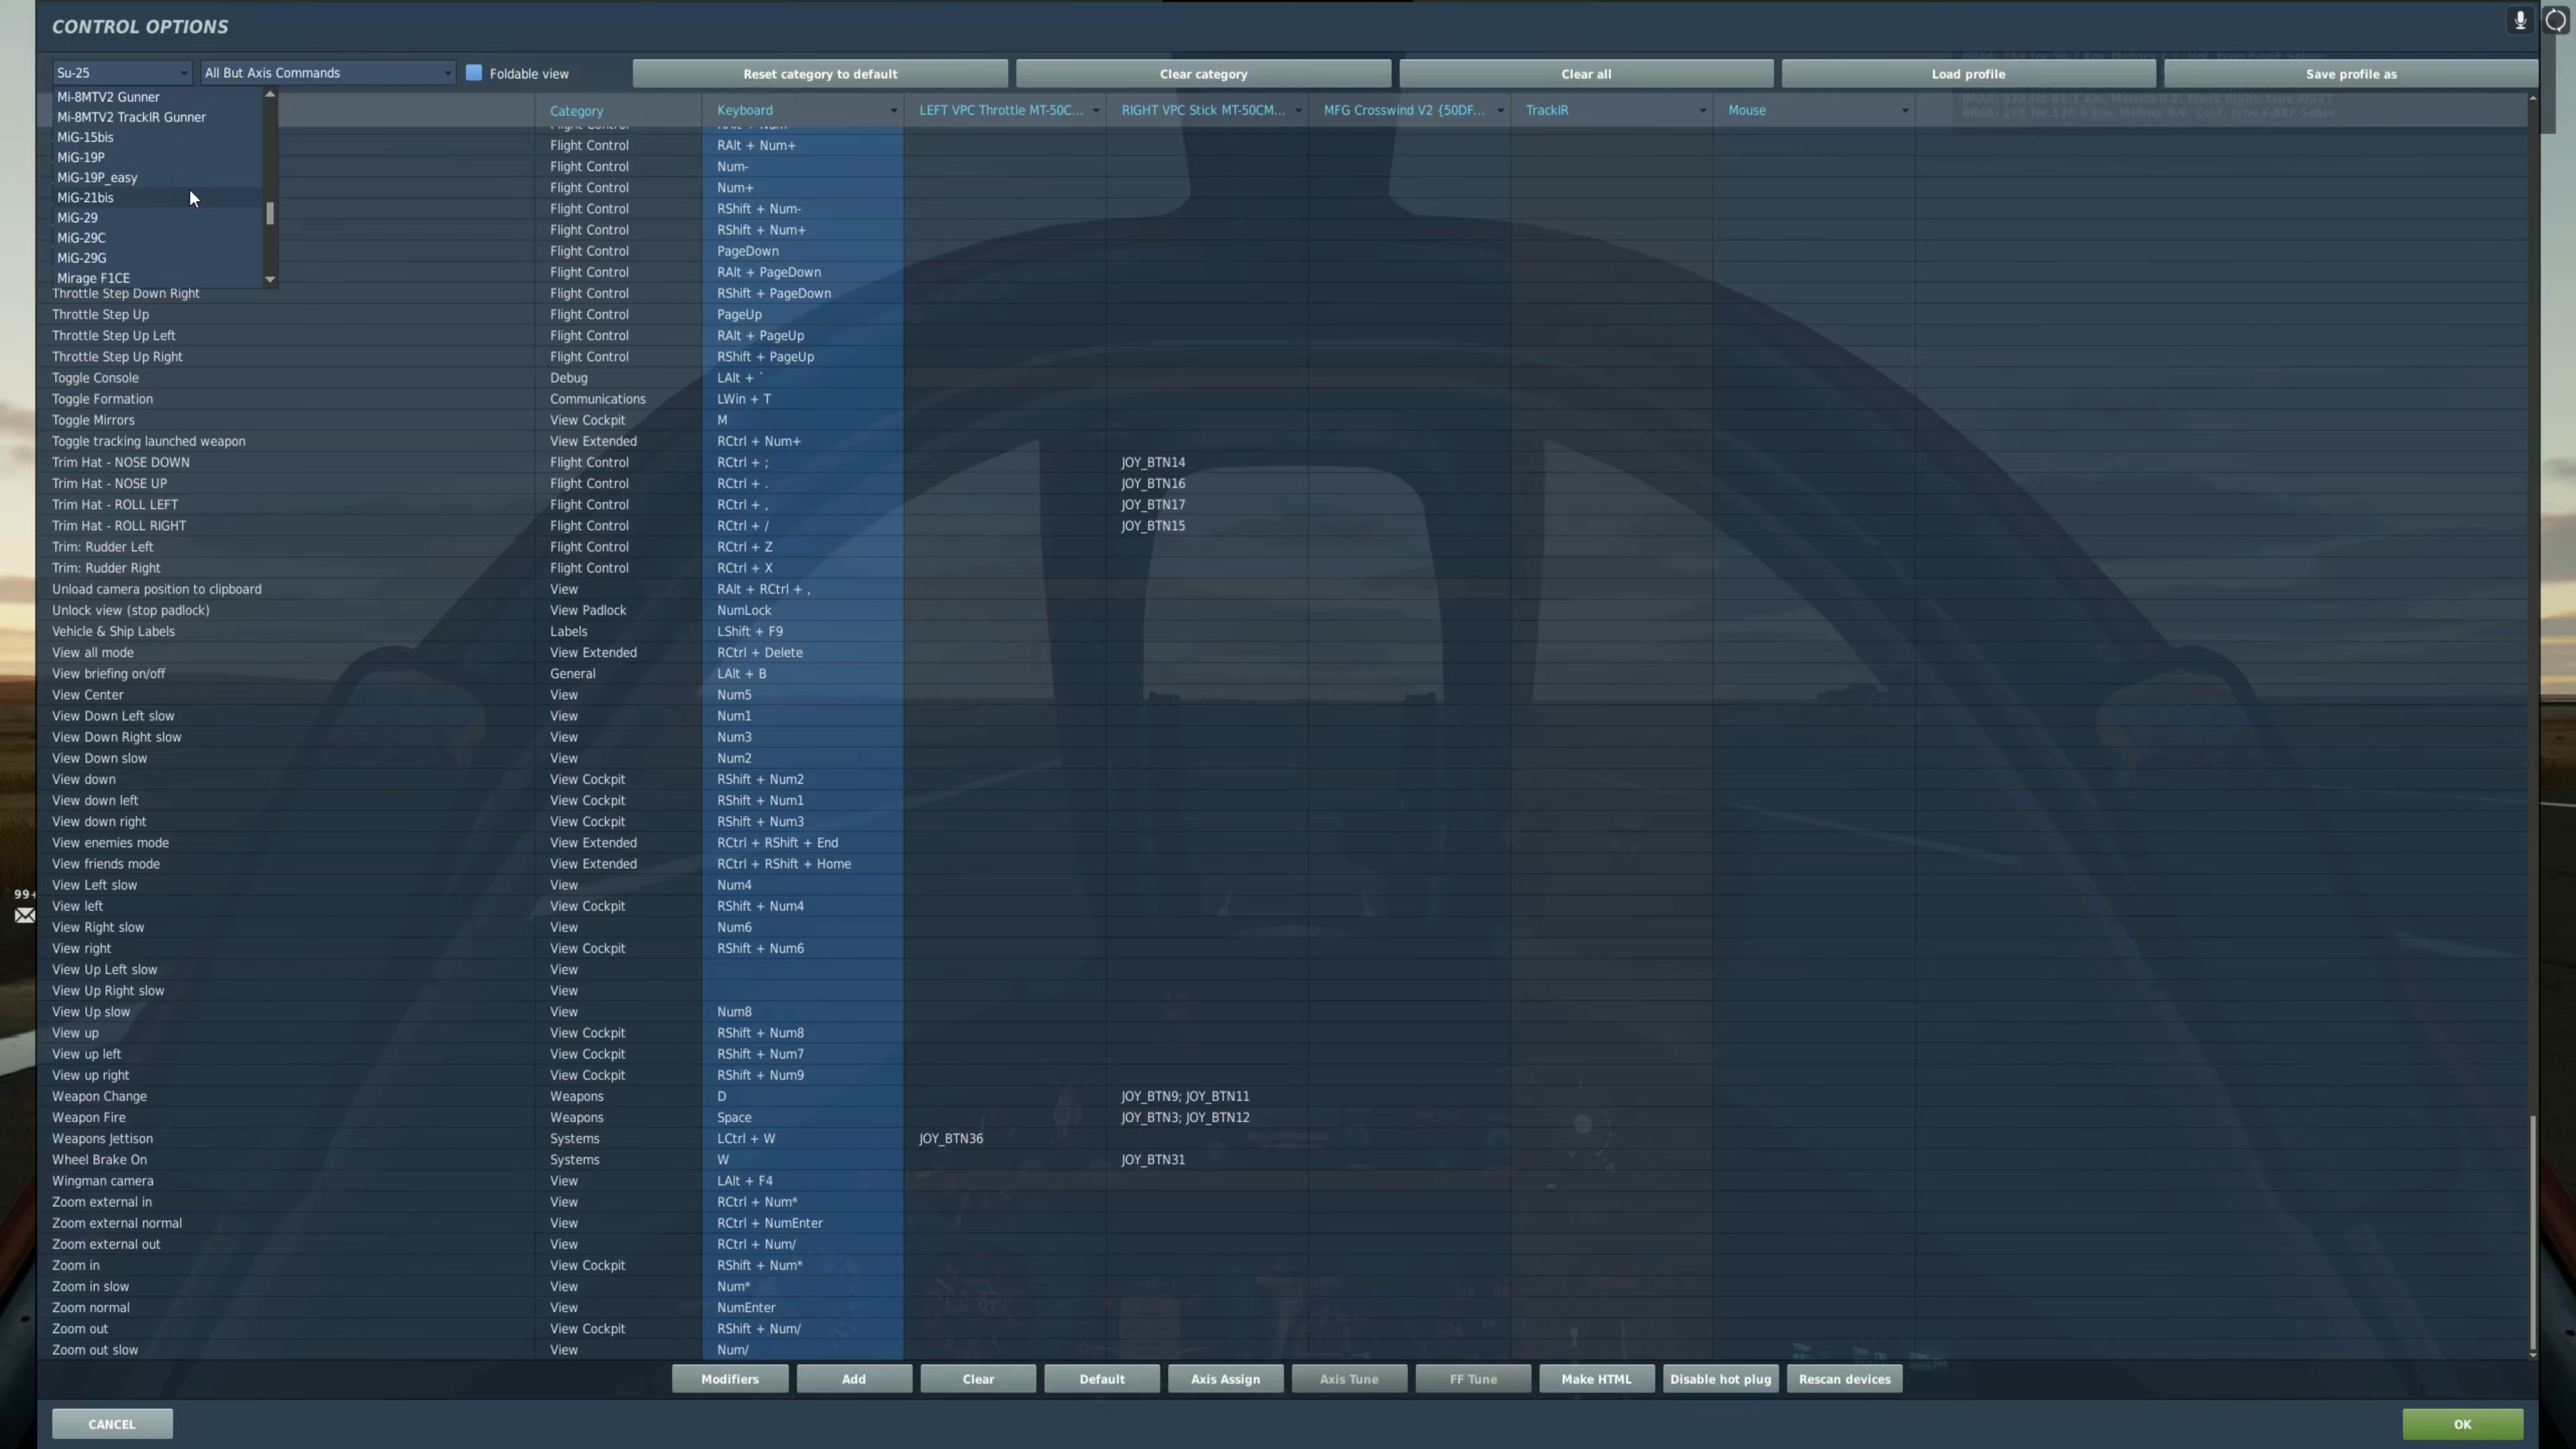 CONTROL OPTIONS
Su-25 All But Axis Commands Foldable view Reset category to default Clear category Clear all Load profile Save profile as
Category Keyboard LEFT VPC Throttle MT-50C... RIGHT VPC Stick MT-50CM... MFG Crosswind V2 {50DF... TrackIR Mouse
Mi-8MTV2 Gunner
Mi-8MTV2 TrackIR Gunner
MiG-15bis
MiG-19P
MiG-19P_easy
MiG-21bis
MiG-29
MiG-29C
MiG-29G
Mirage F1CE
Flight Control RAlt + Num+
Flight Control Num-
Flight Control Num+
Flight Control RShift + Num-
Flight Control RShift + Num+
Flight Control PageDown
Flight Control RAlt + PageDown
Throttle Step Down Right Flight Control RShift + PageDown
Throttle Step Up Flight Control PageUp
Throttle Step Up Left Flight Control RAlt + PageUp
Throttle Step Up Right Flight Control RShift + PageUp
Toggle Console Debug LAlt + `
Toggle Formation Communications LWin + T
Toggle Mirrors View Cockpit M
Toggle tracking launched weapon View Extended RCtrl + Num+
Trim Hat - NOSE DOWN Flight Control RCtrl + ; JOY_BTN14
Trim Hat - NOSE UP Flight Control RCtrl + . JOY_BTN16
Trim Hat - ROLL LEFT Flight Control RCtrl + , JOY_BTN17
Trim Hat - ROLL RIGHT Flight Control RCtrl + / JOY_BTN15
Trim: Rudder Left Flight Control RCtrl + Z
Trim: Rudder Right Flight Control RCtrl + X
Unload camera position to clipboard View RAlt + RCtrl + ,
Unlock view (stop padlock) View Padlock NumLock
Vehicle & Ship Labels Labels LShift + F9
View all mode View Extended RCtrl + Delete
View briefing on/off General LAlt + B
View Center View Num5
View Down Left slow View Num1
View Down Right slow View Num3
View Down slow View Num2
View down View Cockpit RShift + Num2
View down left View Cockpit RShift + Num1
View down right View Cockpit RShift + Num3
View enemies mode View Extended RCtrl + RShift + End
View friends mode View Extended RCtrl + RShift + Home
View Left slow View Num4
99+
View left View Cockpit RShift + Num4
View Right slow View Num6
View right View Cockpit RShift + Num6
View Up Left slow View
View Up Right slow View
View Up slow View Num8
View up View Cockpit RShift + Num8
View up left View Cockpit RShift + Num7
View up right View Cockpit RShift + Num9
Weapon Change Weapons D JOY_BTN9; JOY_BTN11
Weapon Fire Weapons Space JOY_BTN3; JOY_BTN12
Weapons Jettison Systems LCtrl + W JOY_BTN36
Wheel Brake On Systems W JOY_BTN31
Wingman camera View LAlt + F4
Zoom external in View RCtrl + Num*
Zoom external normal View RCtrl + NumEnter
Zoom external out View RCtrl + Num/
Zoom in View Cockpit RShift + Num*
Zoom in slow View Num*
Zoom normal View NumEnter
Zoom out View Cockpit RShift + Num/
Zoom out slow View Num/
Modifiers Add Clear Default Axis Assign Axis Tune FF Tune Make HTML Disable hot plug Rescan devices
CANCEL OK